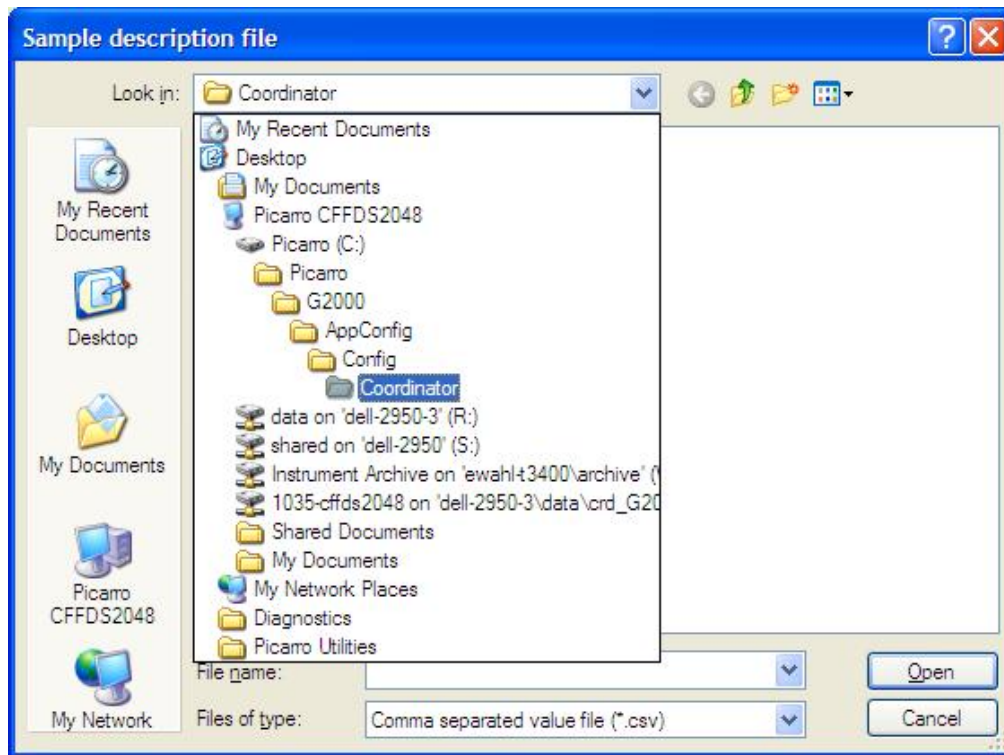 Sample description file
Look in:
Coordinator
My Recent Documents
Desktop
My Documents
Picarro CFFDS2048
Picarro (C:)
Picarro
G2000
AppConfig
Config
Coordinator
data on 'dell-2950-3' (R:)
shared on 'dell-2950' (S:)
Instrument Archive on 'ewahl-t3400\archive' (
1035-cffds2048 on 'dell-2950-3\data\crd_G20
Shared Documents
My Documents
My Network Places
Diagnostics
Picarro Utilities
My Recent
Documents
Desktop
My Documents
Picarro
CFFDS2048
My Network
File name:
Open
Files of type:
Comma separated value file (*.csv)
Cancel